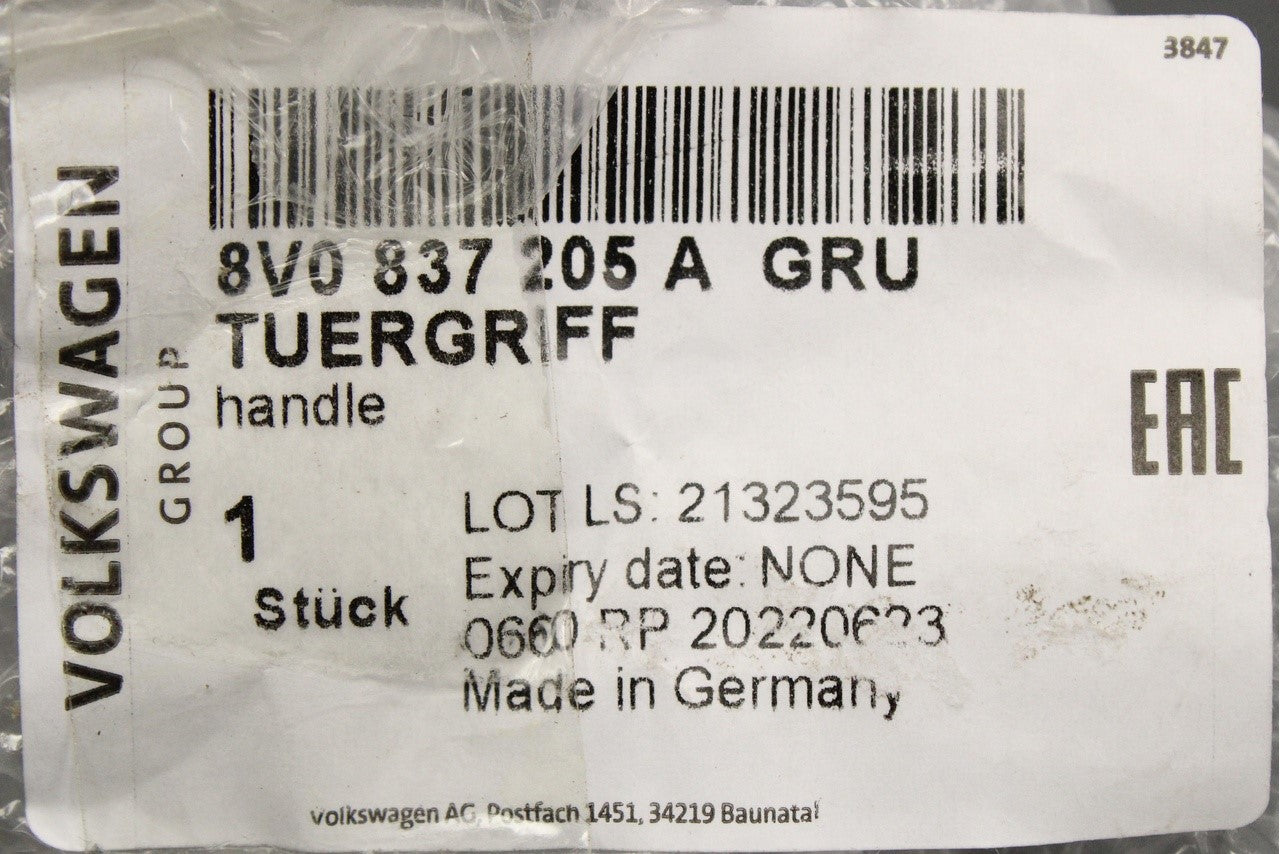 3847
VOLKSWAGEN
GROUP
8V0 837 205 A GRU
TUERGRIFF
handle
1
Stück
LOT LS: 21323595
Expiry date: NONE
0660 RP 20220623
Made in Germany
EAC
Volkswagen AG, Postfach 1451, 34219 Baunatal